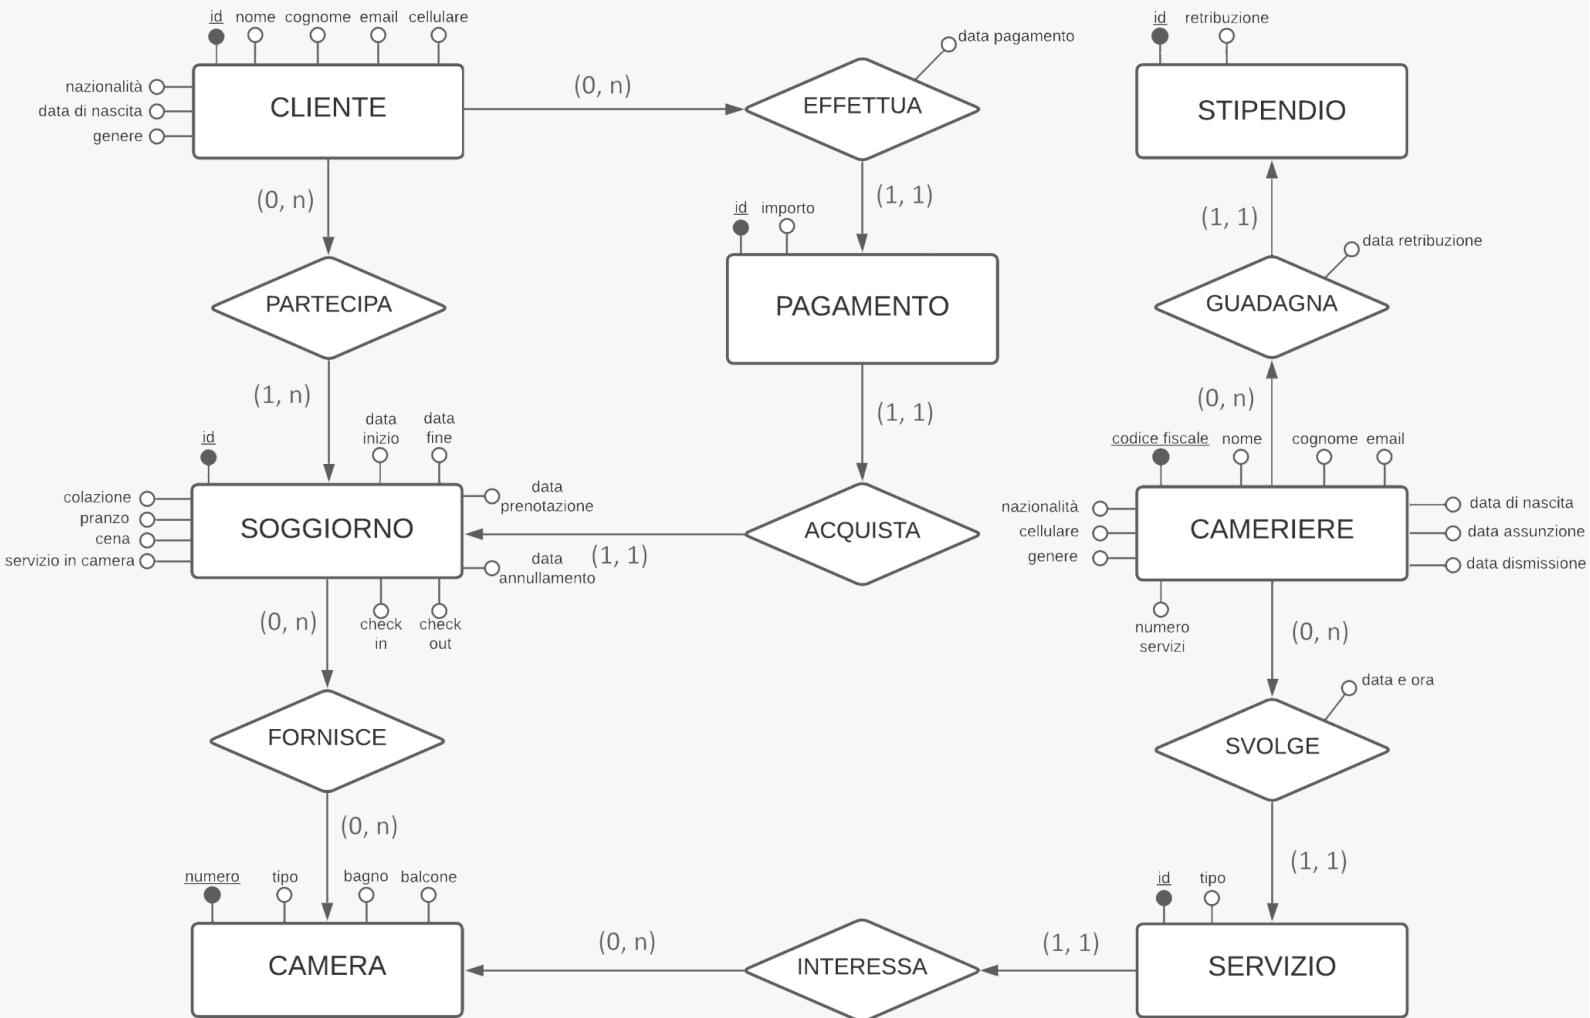 id nome cognome email cellulare
nazionalità
data di nascita
genere
CLIENTE
(0, n)
data pagamento
EFFETTUA
id retribuzione
STIPENDIO
(0, n)
(1, 1)
(1, 1)
id importo
data retribuzione
PARTECIPA
PAGAMENTO
GUADAGNA
(1, n)
(1, 1)
(0, n)
id
data
inizio
data
fine
codice fiscale nome cognome email
colazione
pranzo
cena
servizio in camera
SOGGIORNO
data
prenotazione
data
annullamento
(1, 1)
ACQUISTA
nazionalità
cellulare
genere
CAMERIERE
data di nascita
data assunzione
data dismissione
(0, n)
check
in
check
out
numero
servizi
(0, n)
data e ora
FORNISCE
SVOLGE
(0, n)
(1, 1)
numero tipo bagno balcone
id tipo
CAMERA
(0, n)
INTERESSA
(1, 1)
SERVIZIO